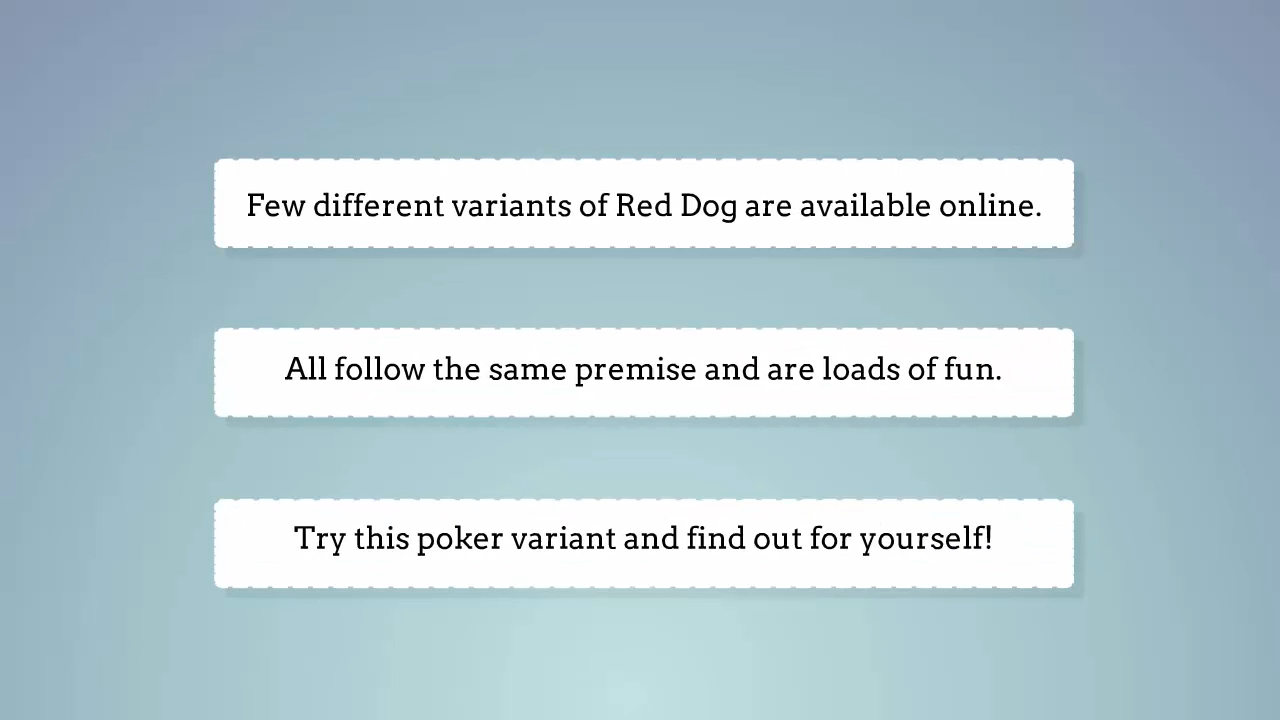 Few different variants of Red Dog are available online.
All follow the same premise and are loads of fun.
Try this poker variant and find out for yourself!